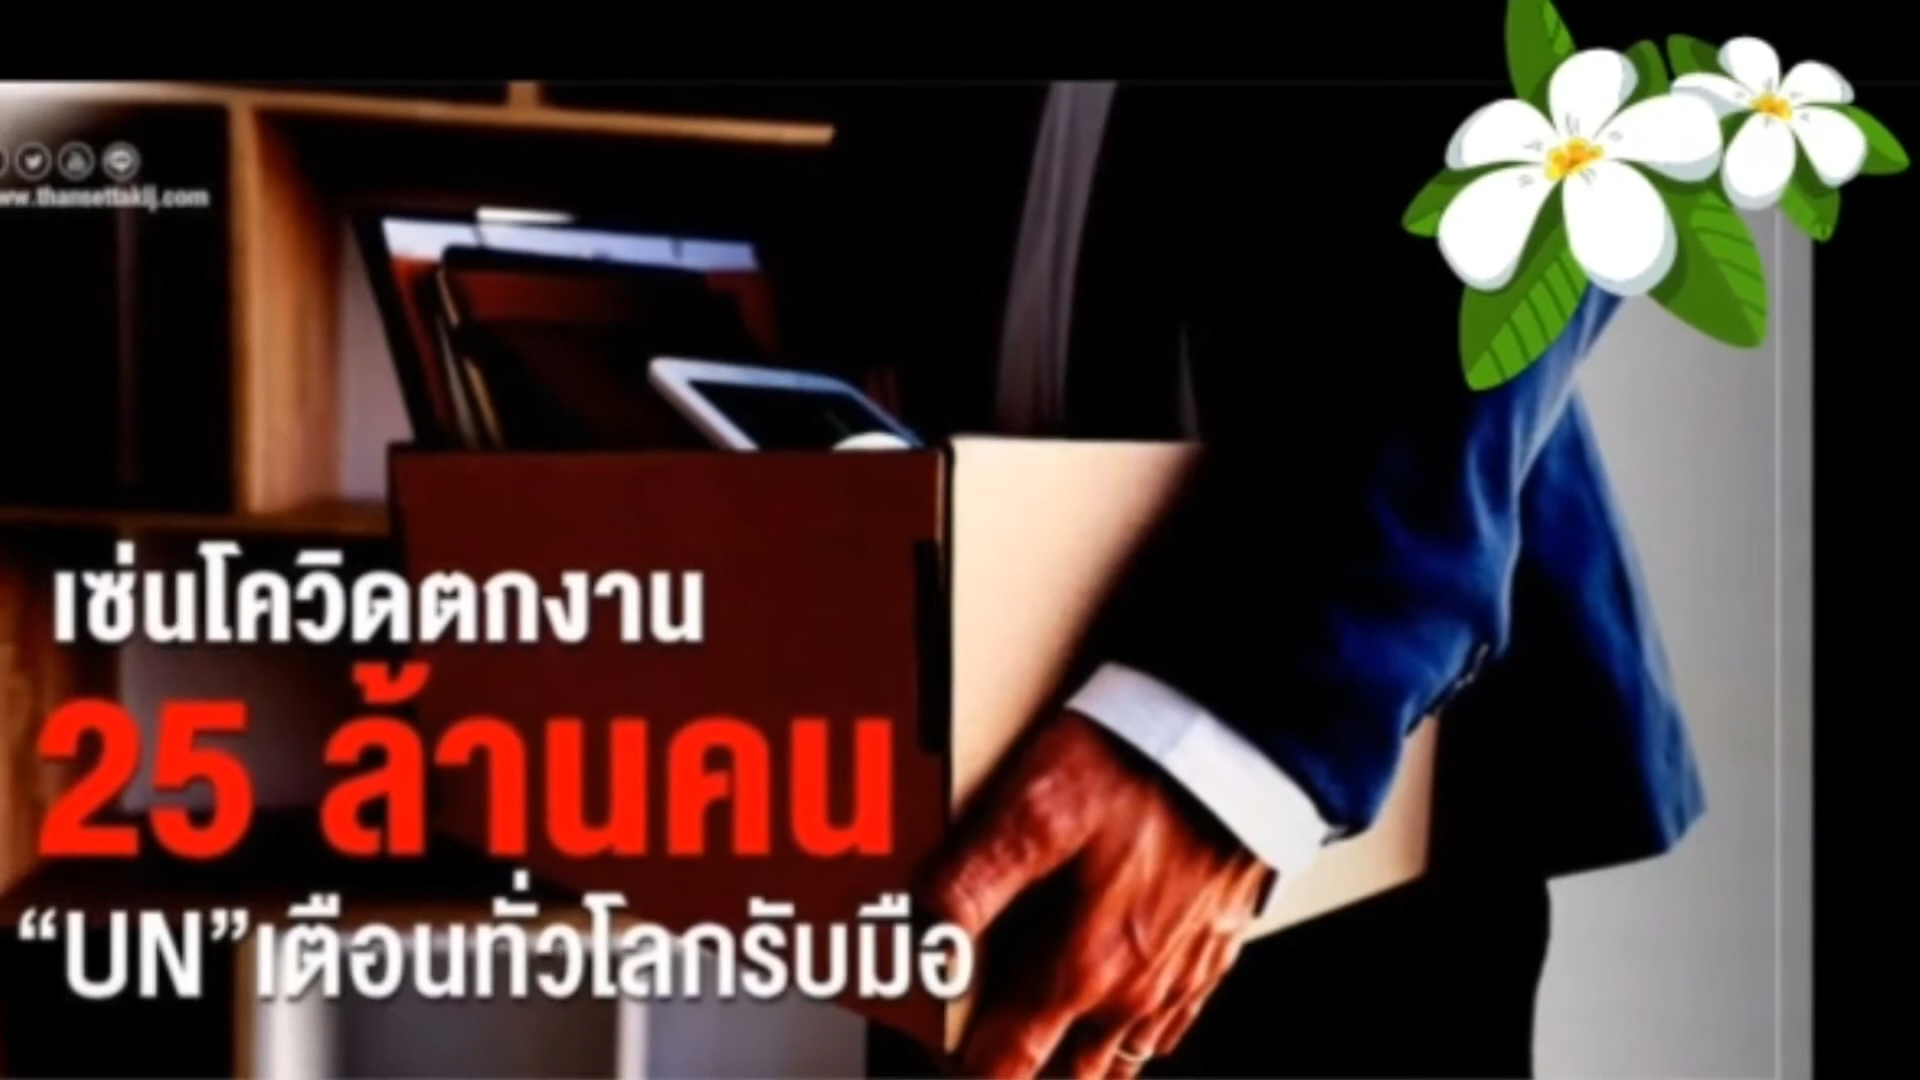 www.thansettakij.com
เซ่นโควิดตกงาน
25 ล้านคน
“UN”เตือนทั่วโลกรับมือ